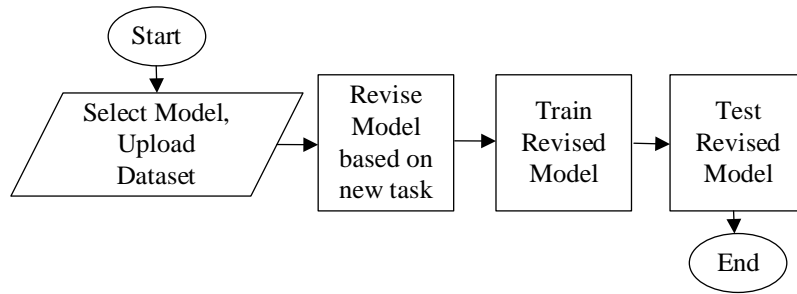 Start
Select Model,
Upload
Dataset
Revise
Model
based on
new task
Train
Revised
Model
Test
Revised
Model
End